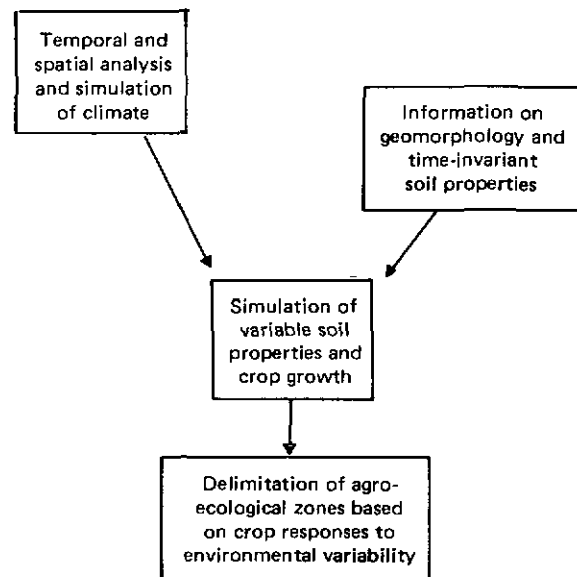 Temporal and
spatial analysis
and simulation
of climate
Information on
geomorphology and
time-invariant
soil properties
Simulation of
variable soil
properties and
crop growth
Delimitation of agro-
ecological zones based
on crop responses to
environmental variability